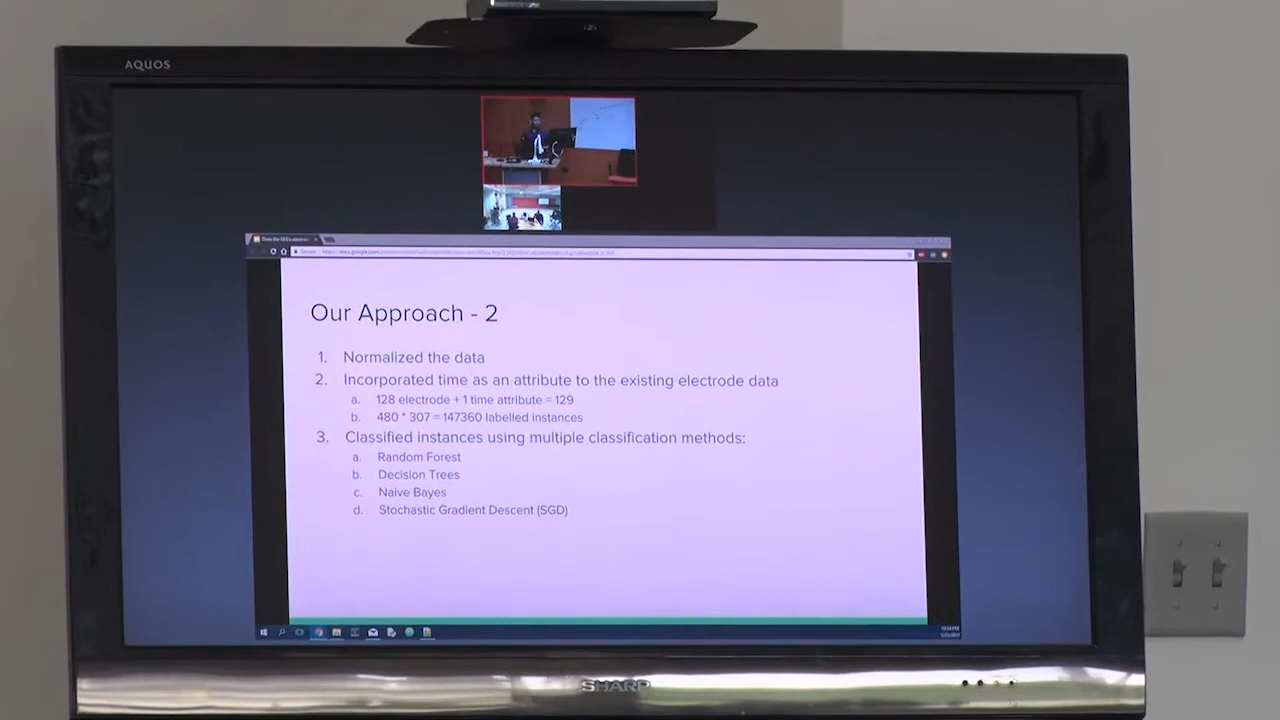 AQUOS
Our Approach - 2
1. Normalized the data
2. Incorporated time as an attribute to the existing electrode data
a. 128 electrode + 1 time attribute = 129
b. 480 * 307 = 147360 labelled instances
3. Classified instances using multiple classification methods:
a. Random Forest
b. Decision Trees
c. Naive Bayes
d. Stochastic Gradient Descent (SGD)
SHARP